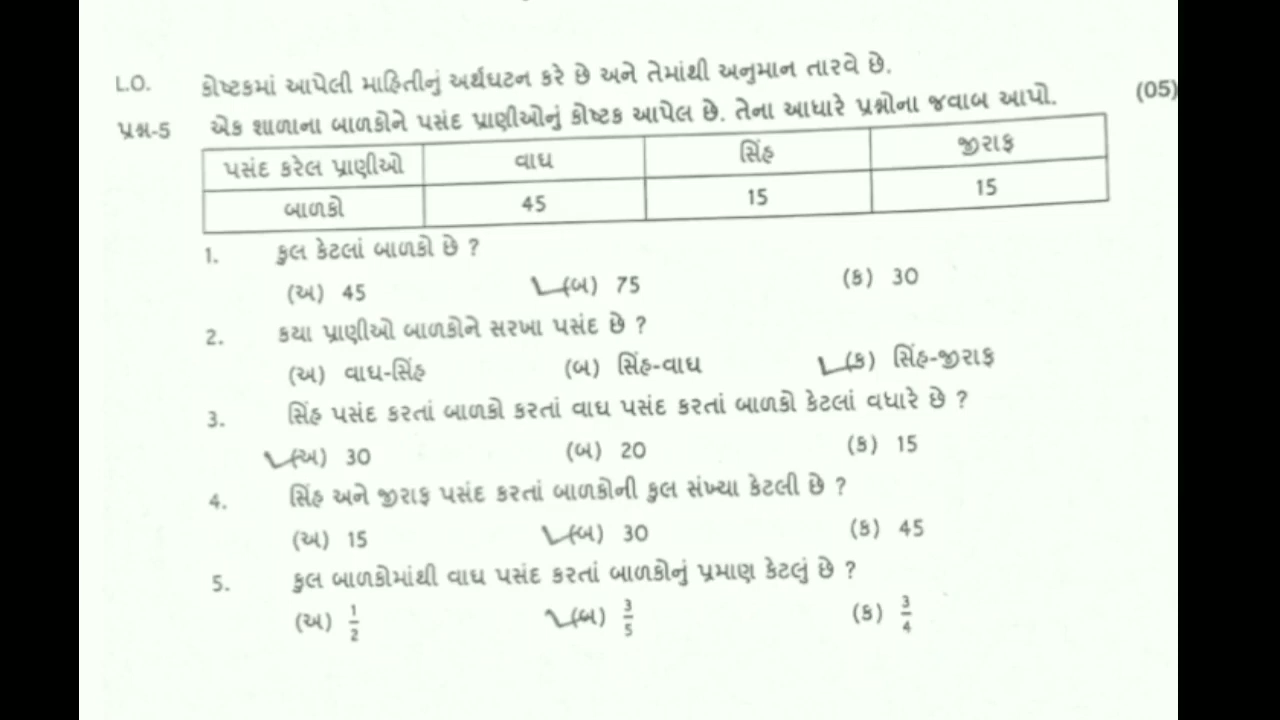 L.O. કોષ્ટકમાં આપેલી માહિતીનું અર્થઘટન કરે છે અને તેમાંથી અનુમાન તારવે છે.
પ્રશ્ન-5 એક શાળાના બાળકોને પસંદ પ્રાણીઓનું કોષ્ટક આપેલ છે. તેના આધારે પ્રશ્નોના જવાબ આપો. (05)
પસંદ કરેલ પ્રાણીઓ વાઘ સિંહ જીરાફ
બાળકો 45 15 15
1. કુલ કેટલાં બાળકો છે ?
(અ) 45 (બ) 75 (ક) 30
2. કયા પ્રાણીઓ બાળકોને સરખા પસંદ છે ?
(અ) વાઘ-સિંહ (બ) સિંહ-વાઘ (ક) સિંહ-જીરાફ
3. સિંહ પસંદ કરતાં બાળકો કરતાં વાઘ પસંદ કરતાં બાળકો કેટલાં વધારે છે ?
(અ) 30 (બ) 20 (ક) 15
4. સિંહ અને જીરાફ પસંદ કરતાં બાળકોની કુલ સંખ્યા કેટલી છે ?
(અ) 15 (બ) 30 (ક) 45
5. કુલ બાળકોમાંથી વાઘ પસંદ કરતાં બાળકોનું પ્રમાણ કેટલું છે ?
(અ) 1/2 (બ) 3/5 (ક) 3/4